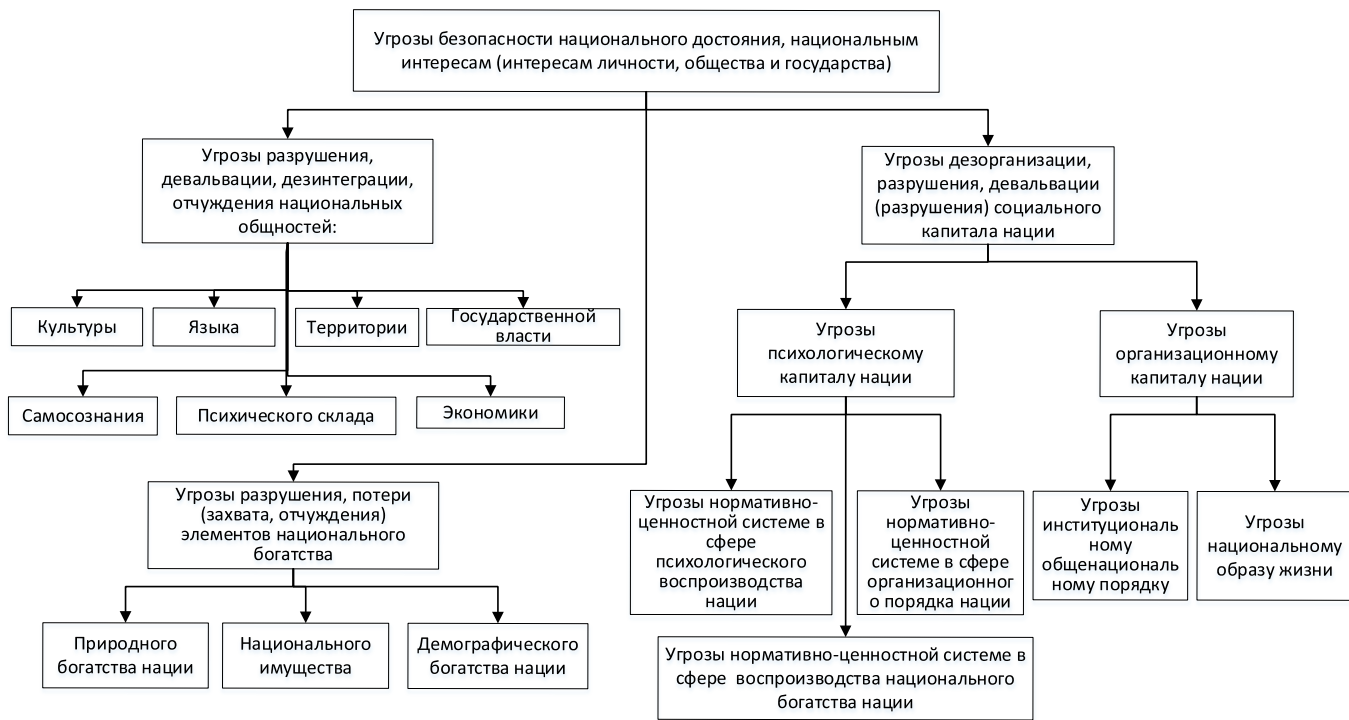 Угрозы безопасности национального достояния, национальным
интересам (интересам личности, общества и государства)
Угрозы разрушения,
девальвации, дезинтеграции,
отчуждения национальных
общностей:
Угрозы дезорганизации,
разрушения, девальвации
(разрушения) социального
капитала нации
Культуры
Языка
Территории
Государственной
власти
Самосознания
Психического склада
Экономики
Угрозы
психологическому
капиталу нации
Угрозы
организационному
капиталу нации
Угрозы разрушения, потери
(захвата, отчуждения)
элементов национального
богатства
Природного
богатства нации
Национального
имущества
Демографического
богатства нации
Угрозы нормативно-
ценностной системе в
сфере
психологического
воспроизводства
нации
Угрозы
нормативно-
ценностной
системе в сфере
организационног
о порядка нации
Угрозы
институциональ
ному
общенациональ
ному порядку
Угрозы
национальному
образу жизни
Угрозы нормативно-ценностной системе в
сфере воспроизводства национального
богатства нации